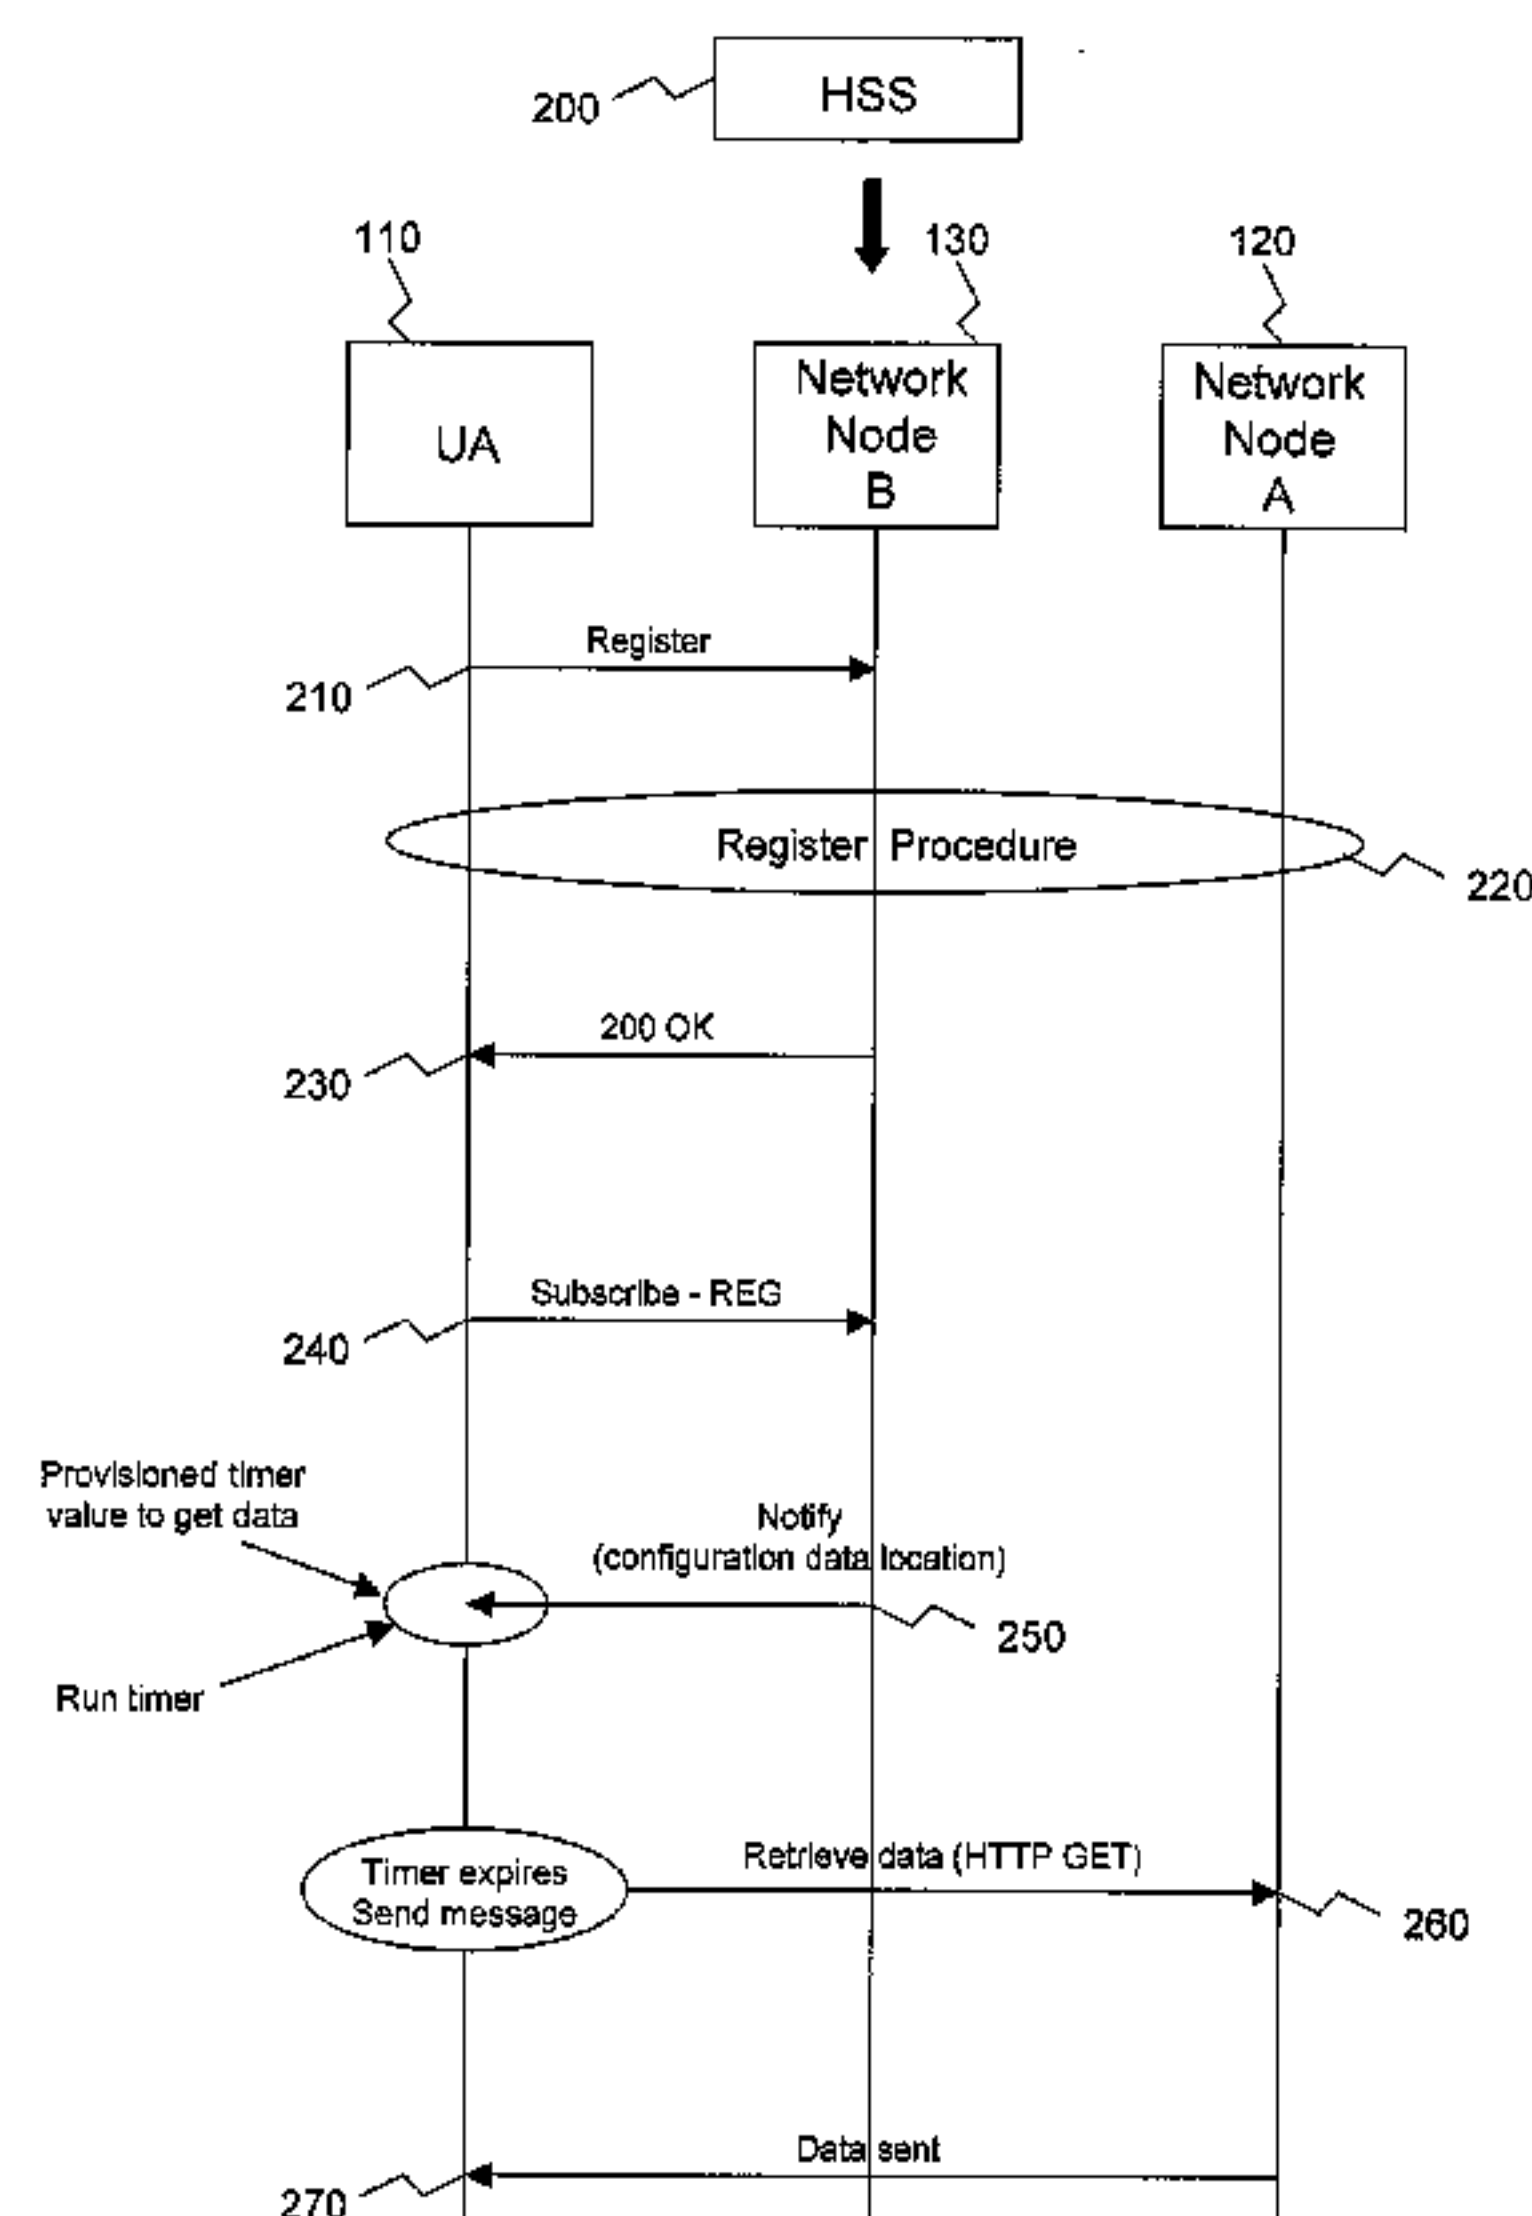 HSS
200
110
130
120
UA
Network
Node
B
Network
Node
A
Register
210
Register Procedure
220
200 OK
230
Subscribe - REG
240
Provisioned timer
value to get data
Notify
(configuration data location)
250
Run timer
Timer expires
Send message
Retrieve data (HTTP GET)
260
Data sent
270